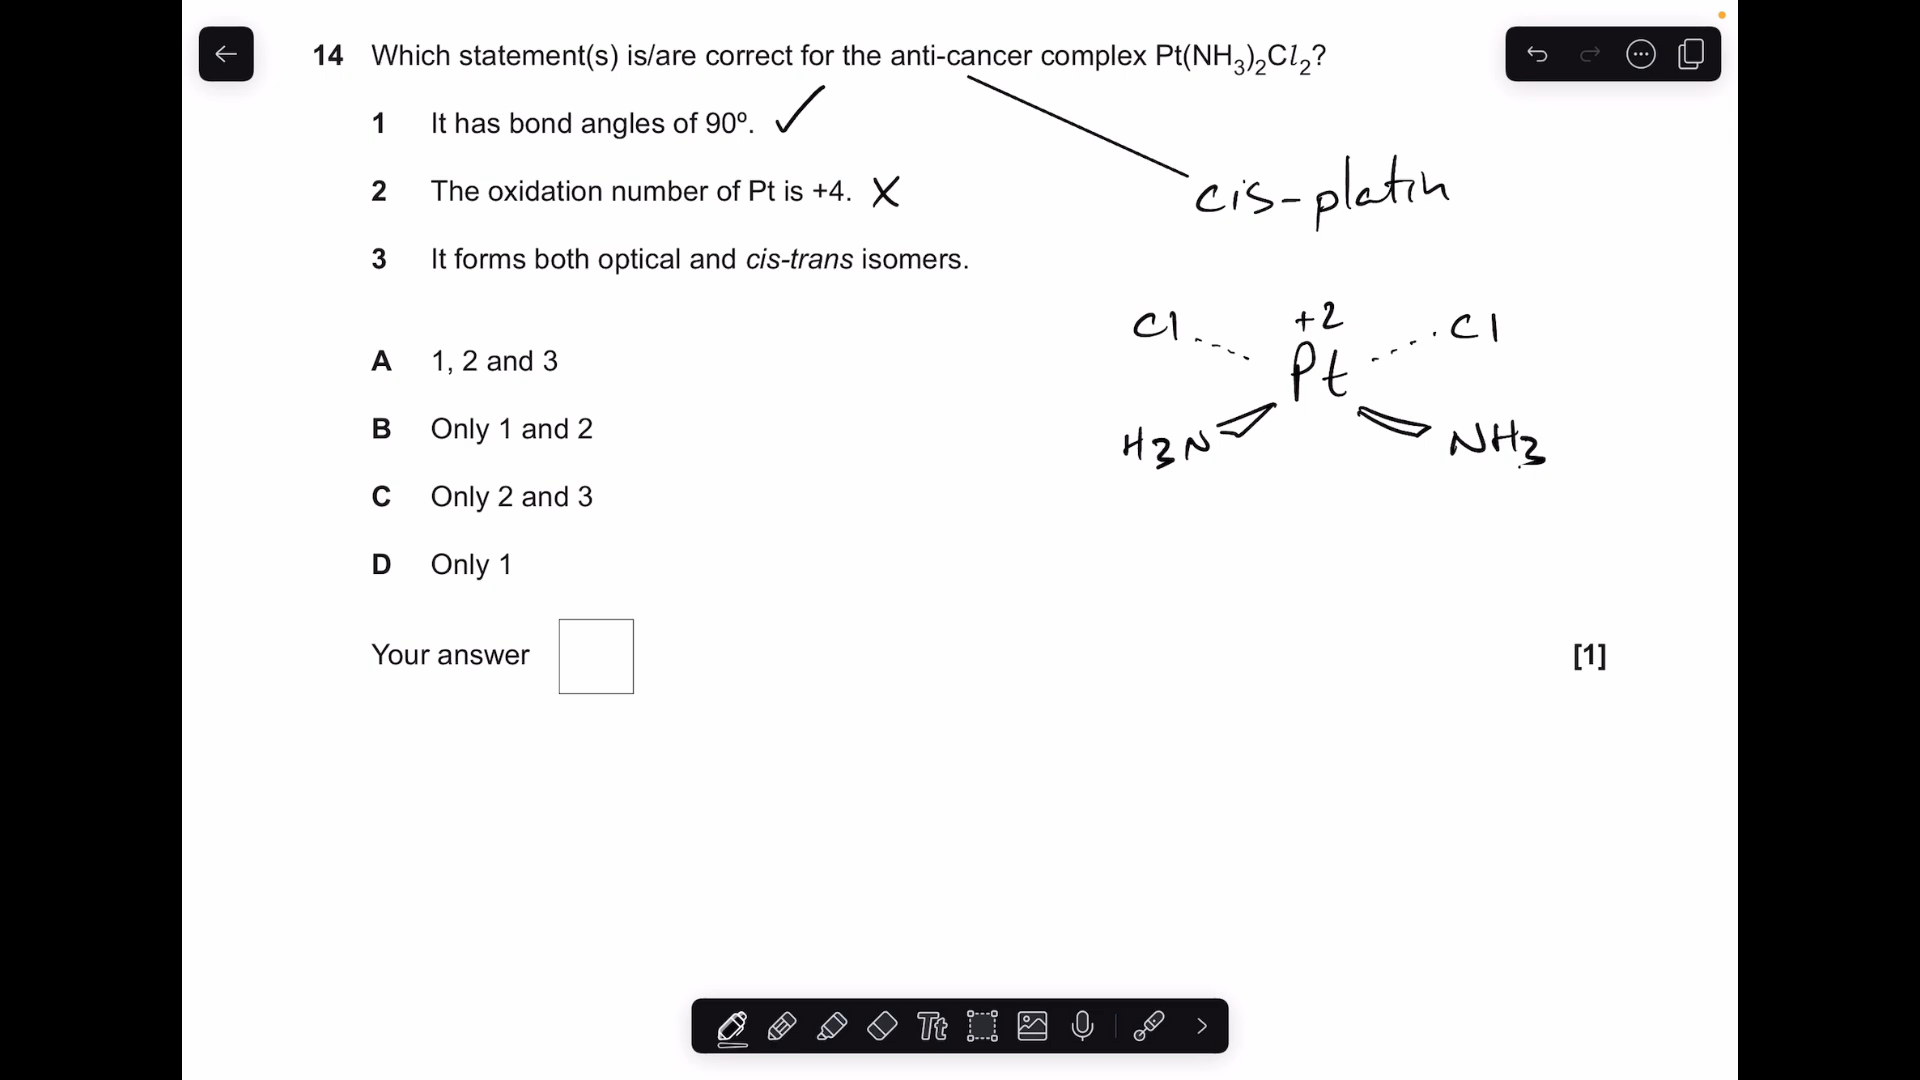 14 Which statement(s) is/are correct for the anti-cancer complex Pt(NH₃)₂Cl₂?
1 It has bond angles of 90º. ✓
2 The oxidation number of Pt is +4. X
cis-platin
3 It forms both optical and cis-trans isomers.
Cl +2 Cl
Pt
H3N NH3
A 1, 2 and 3
B Only 1 and 2
C Only 2 and 3
D Only 1
Your answer
[1]
Tt